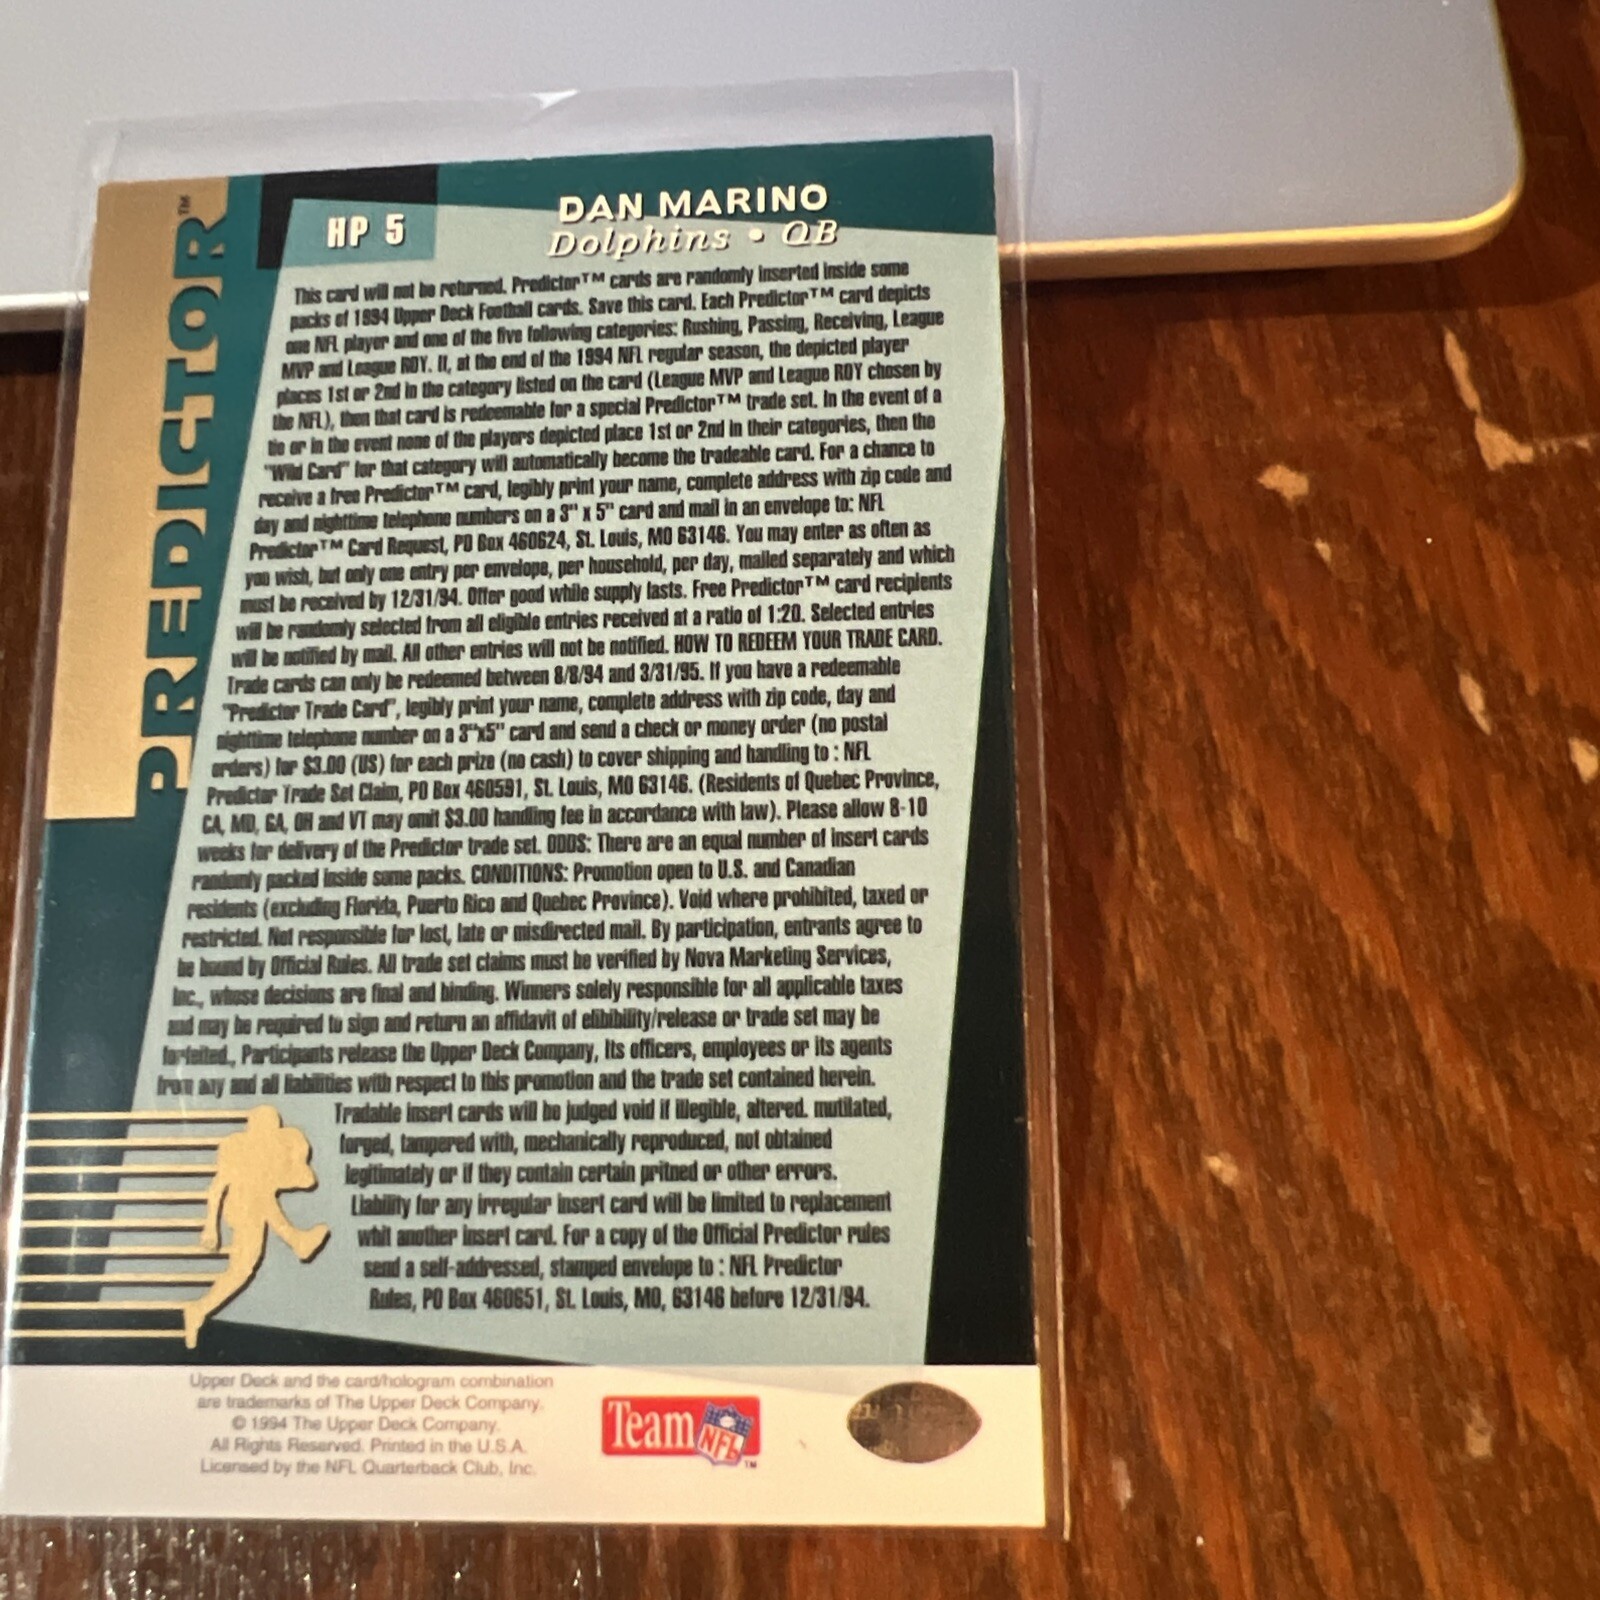 PREDICTOR™
HP 5
DAN MARINO
Dolphins • QB
This card will not be returned. Predictor™ cards are randomly inserted inside some
packs of 1994 Upper Deck Football cards. Save this card. Each Predictor™ card depicts
one NFL player and one of the five following categories: Rushing, Passing, Receiving, League
MVP and League ROY. If, at the end of the 1994 NFL regular season, the depicted player
places 1st or 2nd in the category listed on the card (League MVP and League ROY chosen by
the NFL), then that card is redeemable for a special Predictor™ trade set. In the event of a
tie or in the event none of the players depicted place 1st or 2nd in their categories, then the
"Wild Card" for that category will automatically become the tradeable card. For a chance to
receive a free Predictor™ card, legibly print your name, complete address with zip code and
day and nighttime telephone numbers on a 3" x 5" card and mail in an envelope to: NFL
Predictor™ Card Request, PO Box 460624, St. Louis, MO 63146. You may enter as often as
you wish, but only one entry per envelope, per household, per day, mailed separately and which
must be received by 12/31/94. Offer good while supply lasts. Free Predictor™ card recipients
will be randomly selected from all eligible entries received at a ratio of 1:20. Selected entries
will be notified by mail. All other entries will not be notified. HOW TO REDEEM YOUR TRADE CARD.
Trade cards can only be redeemed between 8/8/94 and 3/31/95. If you have a redeemable
"Predictor Trade Card", legibly print your name, complete address with zip code, day and
nighttime telephone number on a 3"x5" card and send a check or money order (no postal
orders) for $3.00 (US) for each prize (no cash) to cover shipping and handling to : NFL
Predictor Trade Set Claim, PO Box 460591, St. Louis, MO 63146. (Residents of Quebec Province,
CA, MD, GA, OH and VT may omit $3.00 handling fee in accordance with law). Please allow 8-10
weeks for delivery of the Predictor trade set. ODDS: There are an equal number of insert cards
randomly packed inside some packs. CONDITIONS: Promotion open to U.S. and Canadian
residents (excluding Florida, Puerto Rico and Quebec Province). Void where prohibited, taxed or
restricted. Not responsible for lost, late or misdirected mail. By participation, entrants agree to
be bound by Official Rules. All trade set claims must be verified by Nova Marketing Services,
Inc., whose decisions are final and binding. Winners solely responsible for all applicable taxes
and may be required to sign and return an affidavit of elibibility/release or trade set may be
forfeited., Participants release the Upper Deck Company, its officers, employees or its agents
from any and all liabilities with respect to this promotion and the trade set contained herein.
Tradable insert cards will be judged void if illegible, altered. mutilated,
forged, tampered with, mechanically reproduced, not obtained
legitimately or if they contain certain pritned or other errors.
Liability for any irregular insert card will be limited to replacement
whit another insert card. For a copy of the Official Predictor rules
send a self-addressed, stamped envelope to : NFL Predictor
Rules, PO Box 460651, St. Louis, MO, 63146 before 12/31/94.
Upper Deck and the card/hologram combination
are trademarks of The Upper Deck Company.
© 1994 The Upper Deck Company.
All Rights Reserved. Printed in the U.S.A.
Licensed by the NFL Quarterback Club, Inc.
Team NFL™